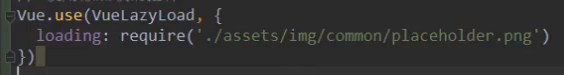 Vue.use(VueLazyLoad, {
  loading: require('./assets/img/common/placeholder.png')
})